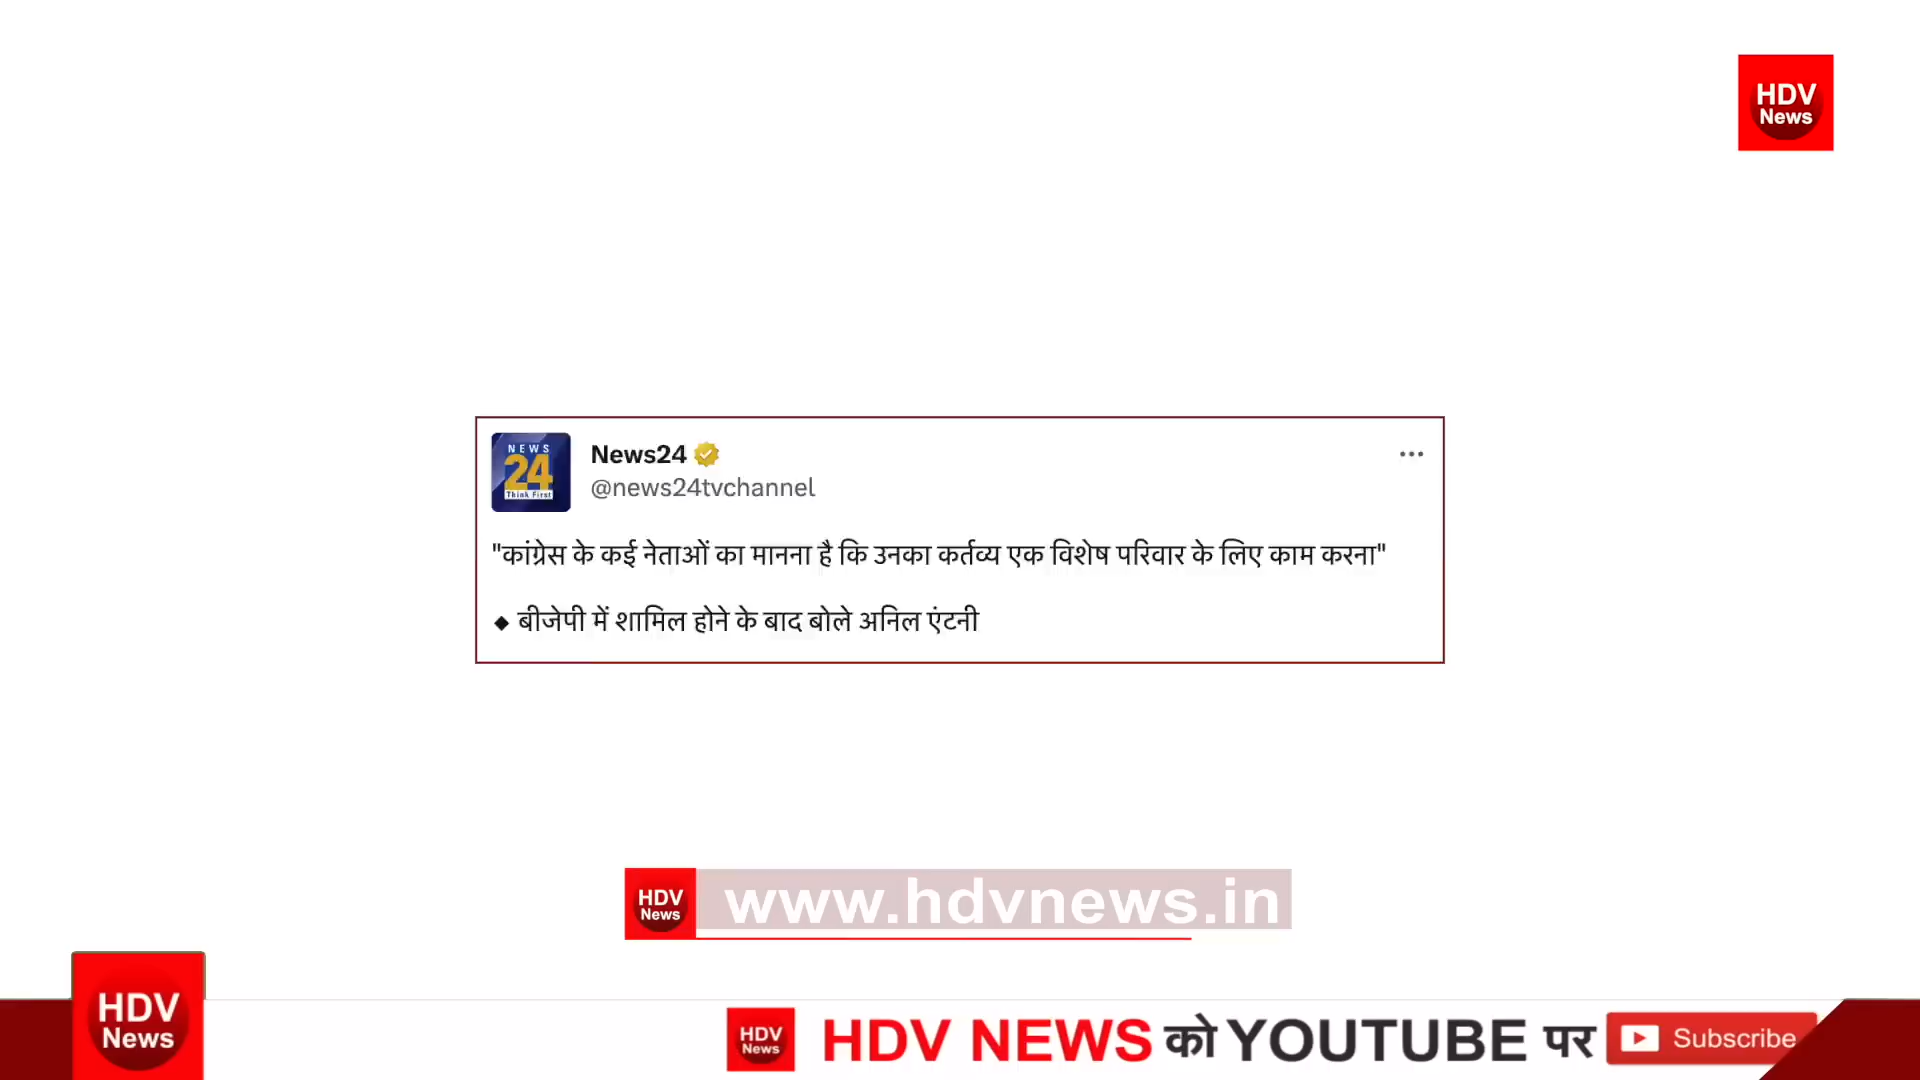 HDV
News
NEWS
24
Think First
News24
@news24tvchannel
"कांग्रेस के कई नेताओं का मानना है कि उनका कर्तव्य एक विशेष परिवार के लिए काम करना"
◆ बीजेपी में शामिल होने के बाद बोले अनिल एंटनी
HDV
News
www.hdvnews.in
HDV
News
HDV
News
HDV NEWS को YOUTUBE पर Subscribe